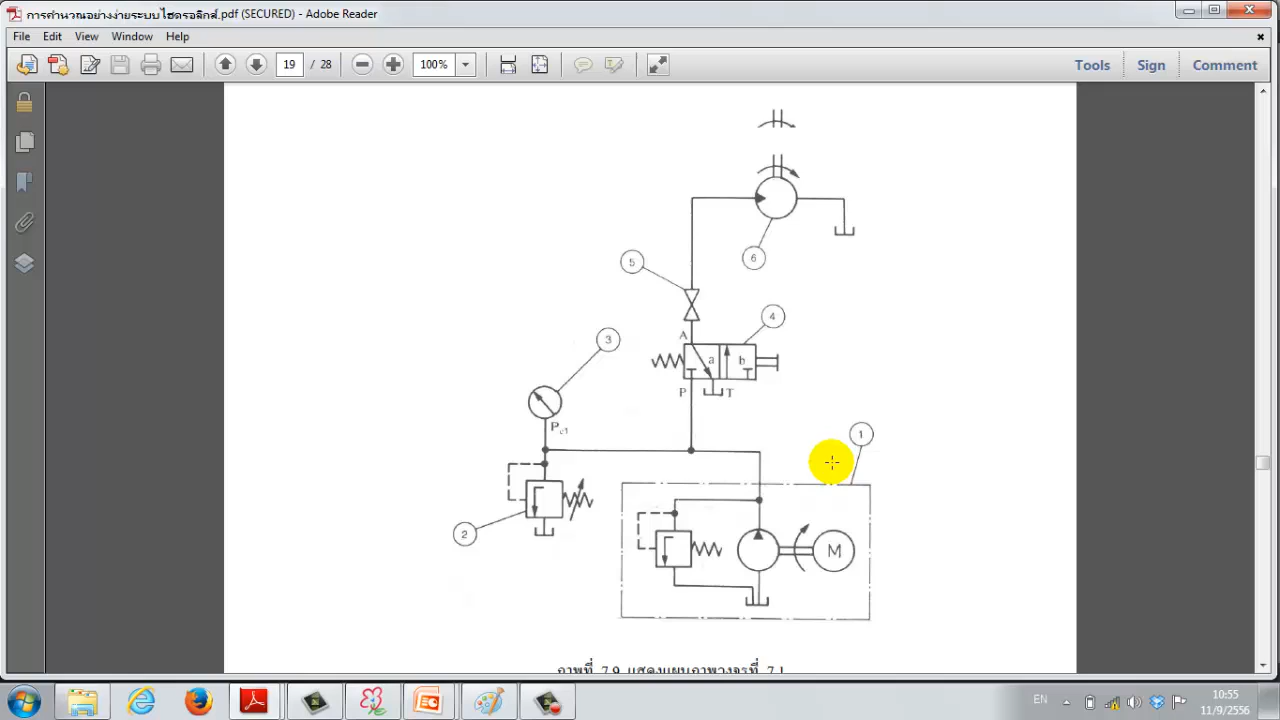 การคำนวณอย่างง่ายระบบไฮดรอลิกส์.pdf (SECURED) - Adobe Reader
File Edit View Window Help
19 / 28 100% Tools Sign Comment
6
5
A
4
a b
3
P T
Pe1
1
2
M
ภาพที่ 7.9 แสดงแผนภาพวงจรที่ 7.1
EN
10:55
11/9/2556